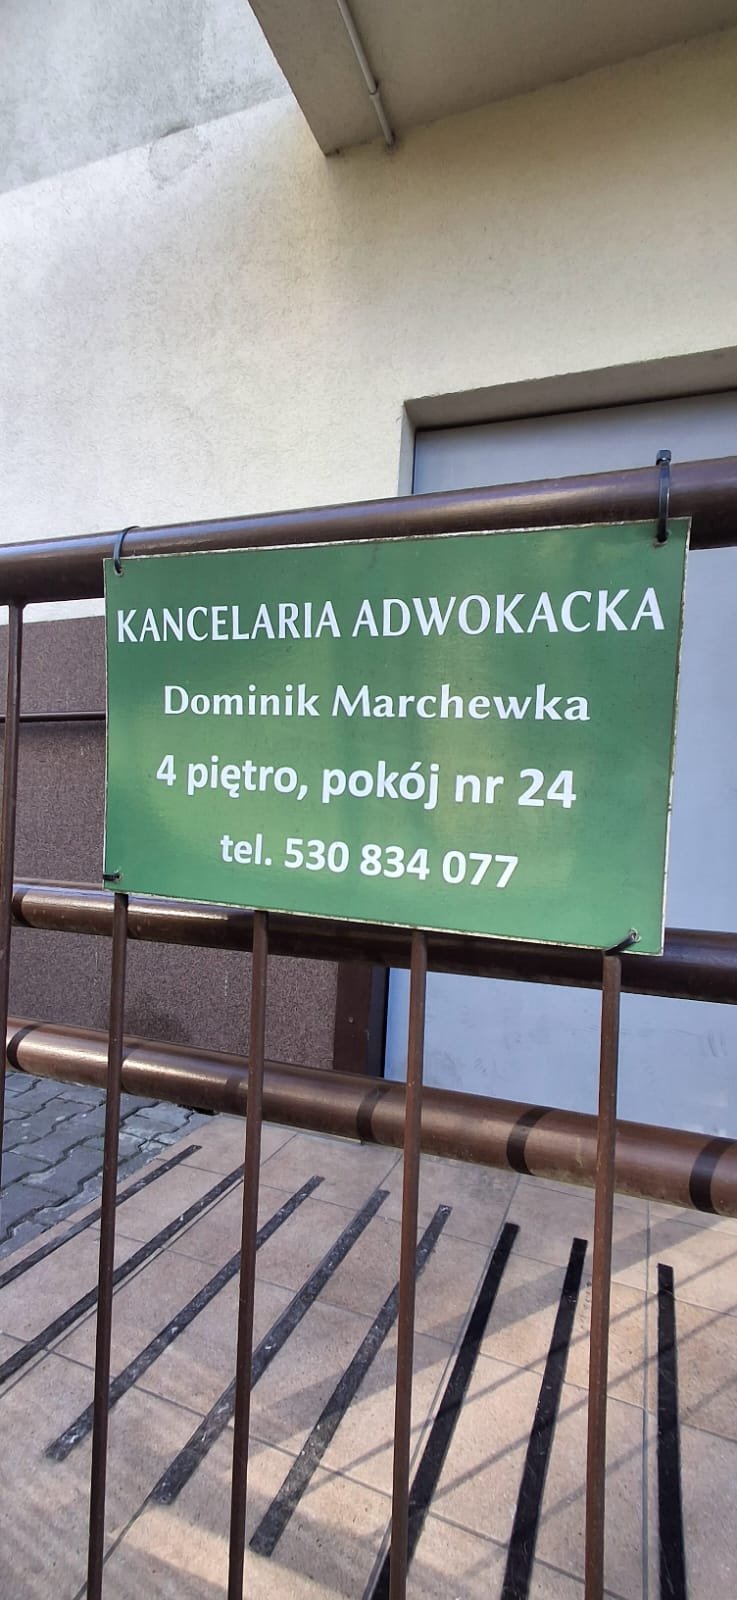 KANCELARIA ADWOKACKA
Dominik Marchewka
4 piętro, pokój nr 24
tel. 530 834 077